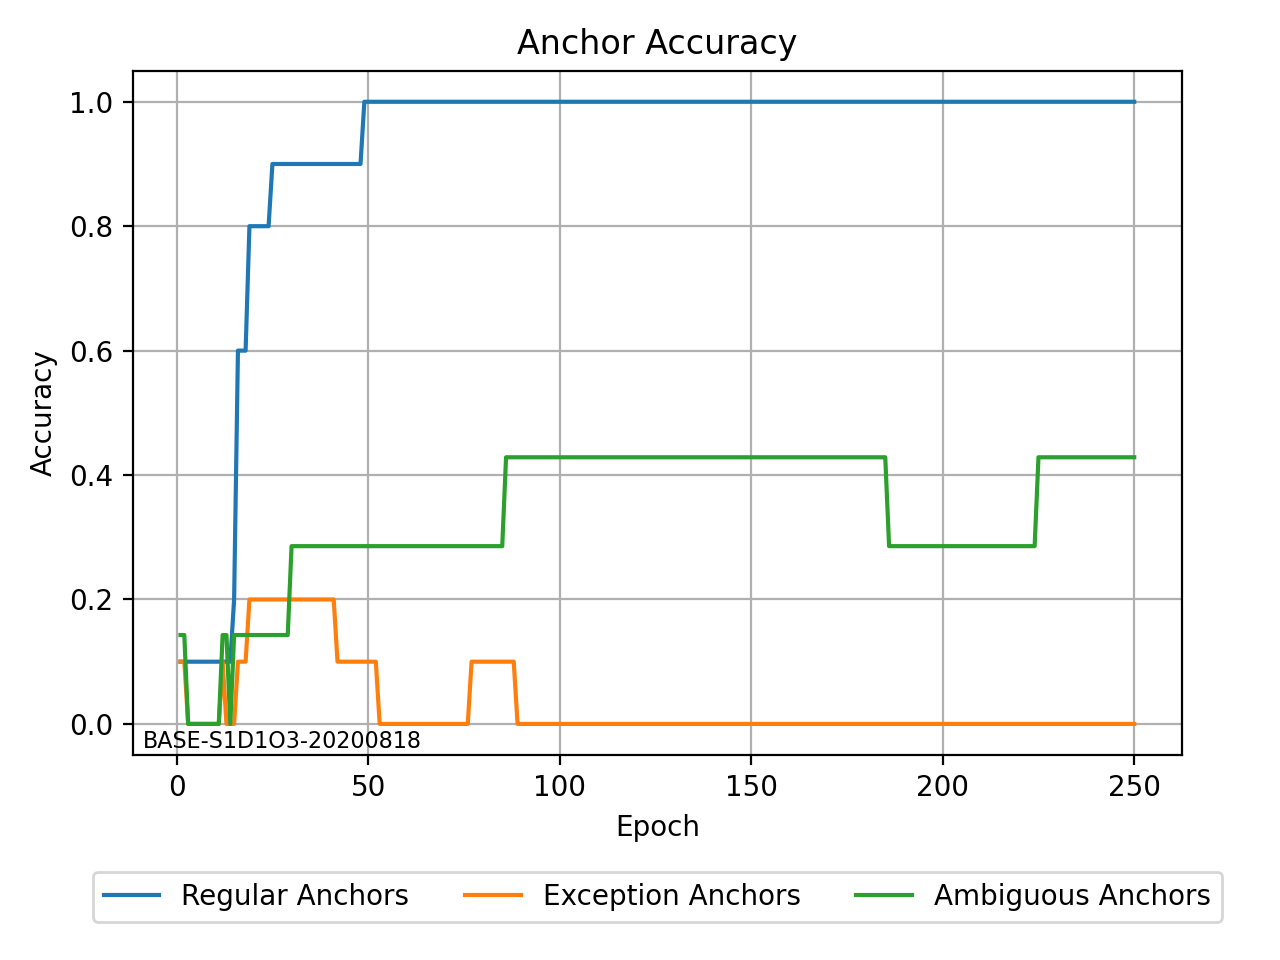 Anchor Accuracy
1.0
0.8
0.6
0.4
0.2
0.0
Accuracy
BASE-S1D1O3-20200818
0 50 100 150 200 250
Epoch
Regular Anchors Exception Anchors Ambiguous Anchors